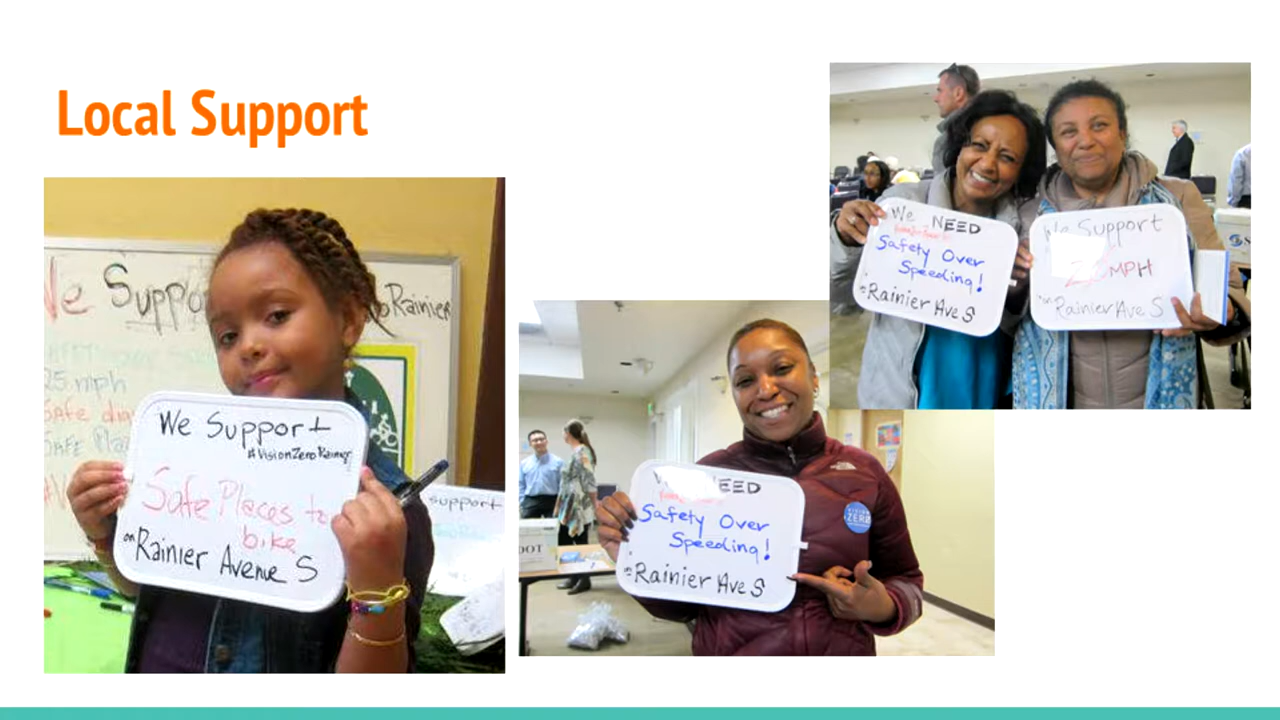 Local Support
We Support
Rainier
25 mph
Safe
Safe
support
We Support
#VisionZeroRainier
Safe Places to
bike
on Rainier Avenue S
NEED
Safety Over
Speeding!
on Rainier Ave S
ZERO
We NEED
Safety Over
Speeding!
on Rainier Ave S
We Support
MPH
on Rainier Ave S